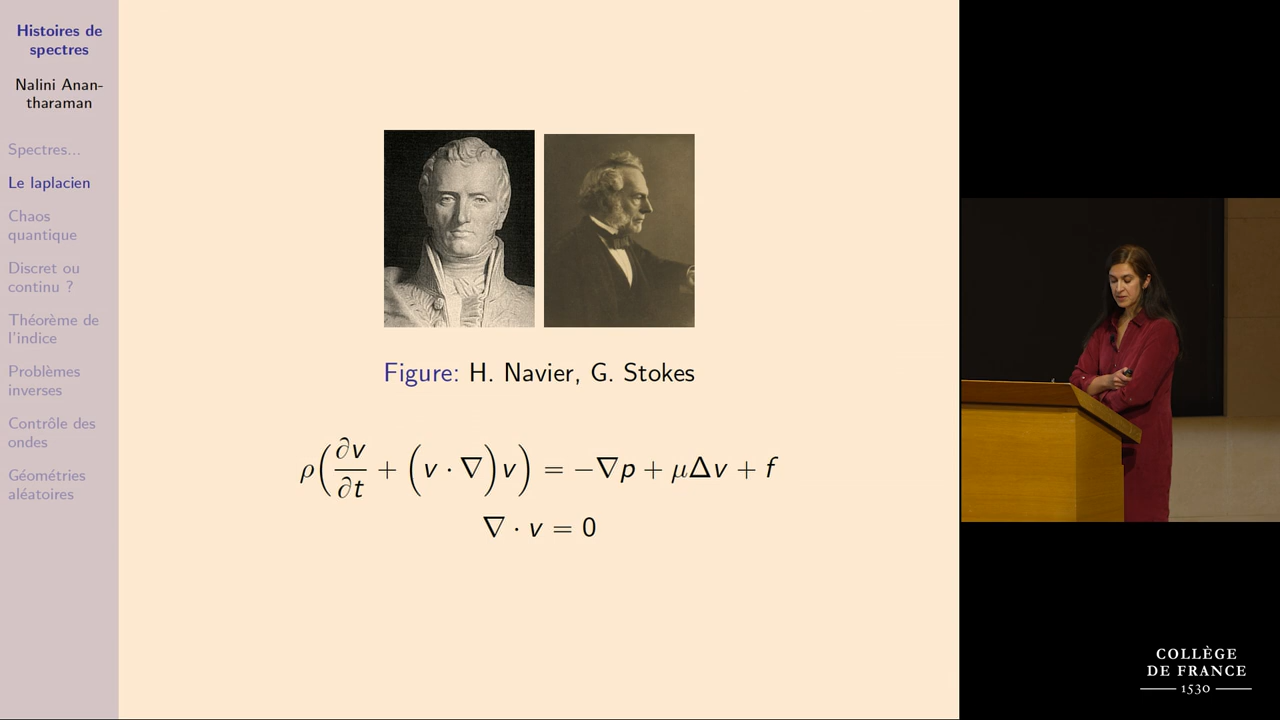 Histoires de
spectres
Nalini Anan-
tharaman
Spectres...
Le laplacien
Chaos
quantique
Discret ou
continu ?
Théorème de
l'indice
Problèmes
inverses
Contrôle des
ondes
Géométries
aléatoires
Figure: H. Navier, G. Stokes
ρ(∂v/∂t + (v · ∇)v) = −∇p + μΔv + f
∇ · v = 0
COLLÈGE
DE FRANCE
1530